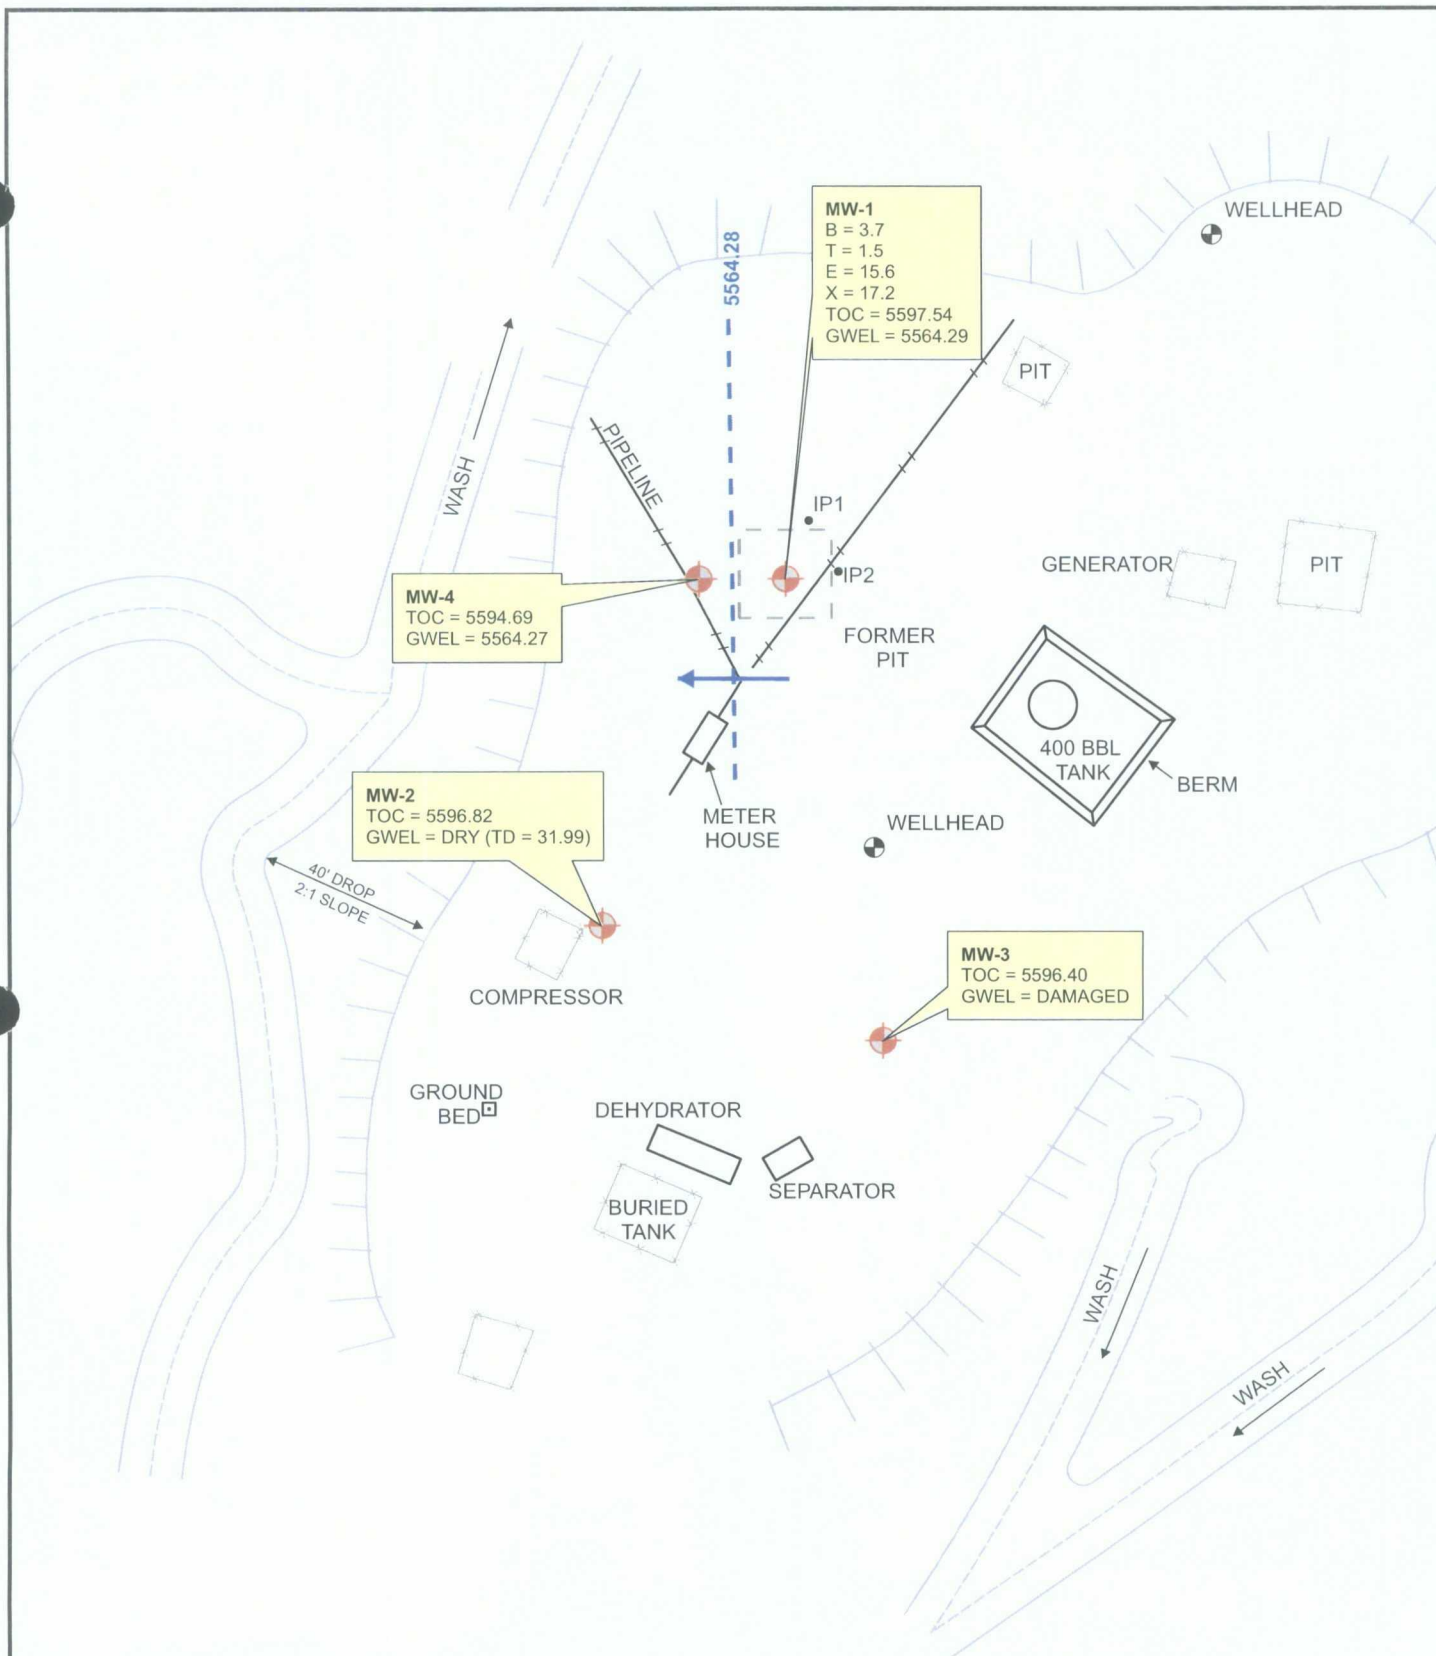 WELLHEAD
5564.28
MW-1
B = 3.7
T = 1.5
E = 15.6
X = 17.2
TOC = 5597.54
GWEL = 5564.29
PIT
PIPELINE
WASH
IP1
IP2
GENERATOR
PIT
MW-4
TOC = 5594.69
GWEL = 5564.27
FORMER
PIT
400 BBL
TANK
BERM
METER
HOUSE
WELLHEAD
MW-2
TOC = 5596.82
GWEL = DRY (TD = 31.99)
40' DROP
2:1 SLOPE
COMPRESSOR
MW-3
TOC = 5596.40
GWEL = DAMAGED
GROUND
BED
DEHYDRATOR
SEPARATOR
BURIED
TANK
WASH
WASH